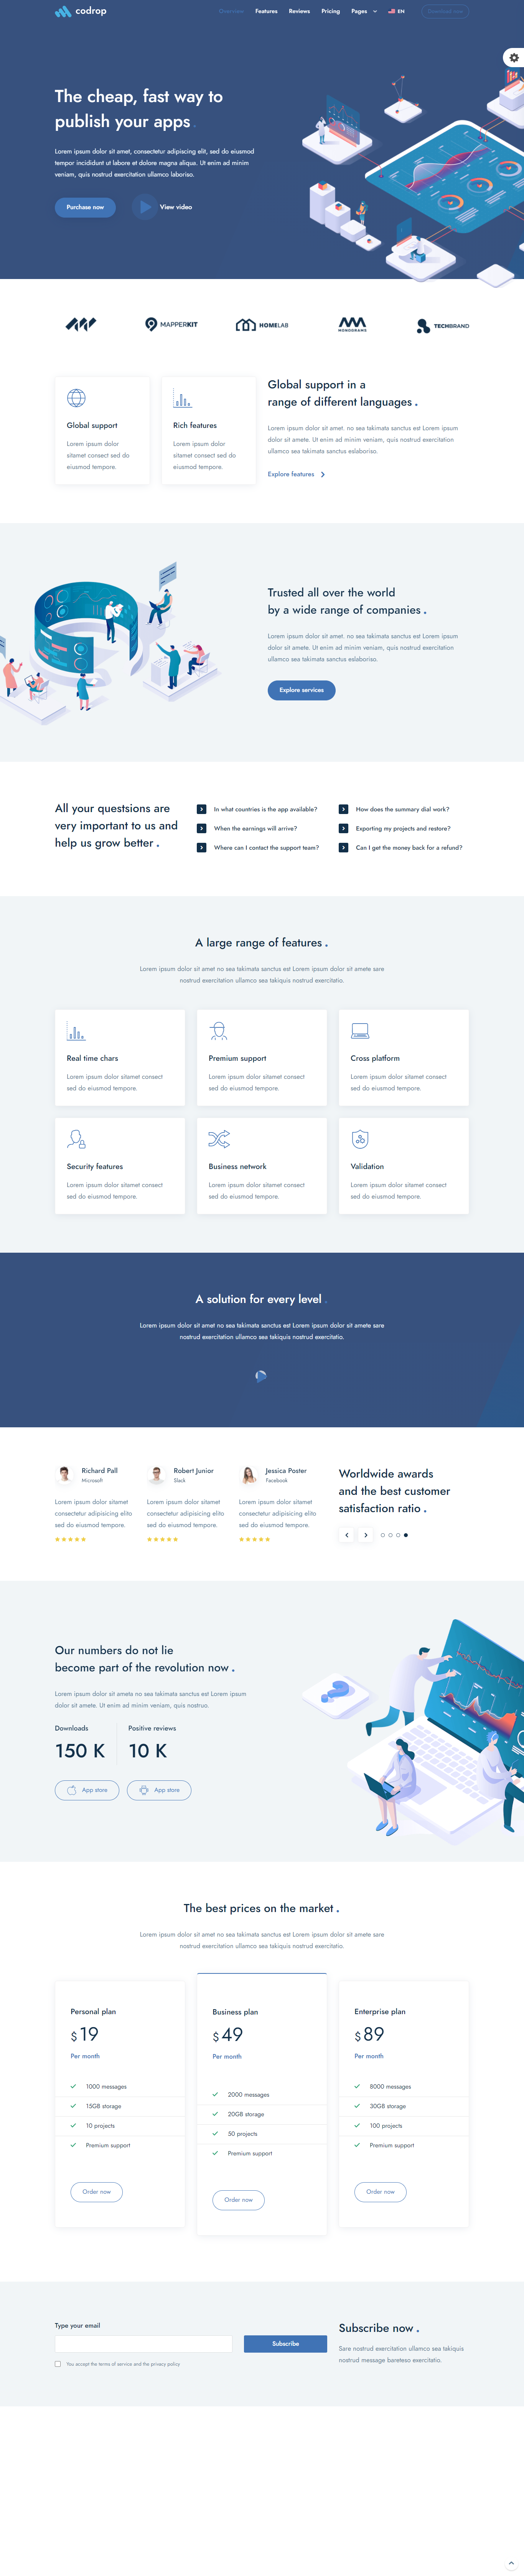 codrop
Overview
Features
Reviews
Pricing
Pages
EN
Download now
The cheap, fast way to
publish your apps
Lorem ipsum dolor sit amet, consectetur adipiscing elit, sed do eiusmod
tempor incididunt ut labore et dolore magna aliqua. Ut enim ad minim
veniam, quis nostrud exercitation ullamco laboriso.
Purchase now
View video
MAPPERKIT
HOMELAB
MONOGRAMS
TECHBRAND
Global support
Lorem ipsum dolor
sitamet consect sed do
eiusmod tempore.
Rich features
Lorem ipsum dolor
sitamet consect sed do
eiusmod tempore.
Global support in a
range of different languages .
Lorem ipsum dolor sit amet. no sea takimata sanctus est Lorem ipsum
dolor sit amete. Ut enim ad minim veniam, quis nostrud exercitation
ullamco sea takimata sanctus eslaboriso.
Explore features
Trusted all over the world
by a wide range of companies .
Lorem ipsum dolor sit amet. no sea takimata sanctus est Lorem ipsum
dolor sit amete. Ut enim ad minim veniam, quis nostrud exercitation
ullamco sea takimata sanctus eslaboriso.
Explore services
All your questsions are
very important to us and
help us grow better .
In what countries is the app available?
When the earnings will arrive?
Where can I contact the support team?
How does the summary dial work?
Exporting my projects and restore?
Can I get the money back for a refund?
A large range of features .
Lorem ipsum dolor sit amet no sea takimata sanctus est Lorem ipsum dolor sit amete sare
nostrud exercitation ullamco sea takiquis nostrud exercitatio.
Real time chars
Lorem ipsum dolor sitamet consect
sed do eiusmod tempore.
Premium support
Lorem ipsum dolor sitamet consect
sed do eiusmod tempore.
Cross platform
Lorem ipsum dolor sitamet consect
sed do eiusmod tempore.
Security features
Lorem ipsum dolor sitamet consect
sed do eiusmod tempore.
Business network
Lorem ipsum dolor sitamet consect
sed do eiusmod tempore.
Validation
Lorem ipsum dolor sitamet consect
sed do eiusmod tempore.
A solution for every level .
Lorem ipsum dolor sit amet no sea takimata sanctus est Lorem ipsum dolor sit amete sare
nostrud exercitation ullamco sea takiquis nostrud exercitatio.
Richard Pall
Microsoft
Lorem ipsum dolor sitamet
consectetur adipisicing elito
sed do eiusmod tempor.
Robert Junior
Slack
Lorem ipsum dolor sitamet
consectetur adipisicing elito
sed do eiusmod tempor.
Jessica Poster
Facebook
Lorem ipsum dolor sitamet
consectetur adipisicing elito
sed do eiusmod tempor.
Worldwide awards
and the best customer
satisfaction ratio .
Our numbers do not lie
become part of the revolution now .
Lorem ipsum dolor sit ameta no sea takimata sanctus est Lorem ipsum
dolor sit amete. Ut enim ad minim veniam, quis nostruo.
Downloads
150 K
Positive reviews
10 K
App store
App store
The best prices on the market .
Lorem ipsum dolor sit amet no sea takimata sanctus est Lorem ipsum dolor sit amete sare
nostrud exercitation ullamco sea takiquis nostrud exercitatio.
Personal plan
$ 19
Per month
1000 messages
15GB storage
10 projects
Premium support
Order now
Business plan
$ 49
Per month
2000 messages
20GB storage
50 projects
Premium support
Order now
Enterprise plan
$ 89
Per month
8000 messages
30GB storage
100 projects
Premium support
Order now
Type your email
Subscribe
You accept the terms of service and the privacy policy
Subscribe now .
Sare nostrud exercitation ullamco sea takiquis
nostrud message bareteso exercitatio.